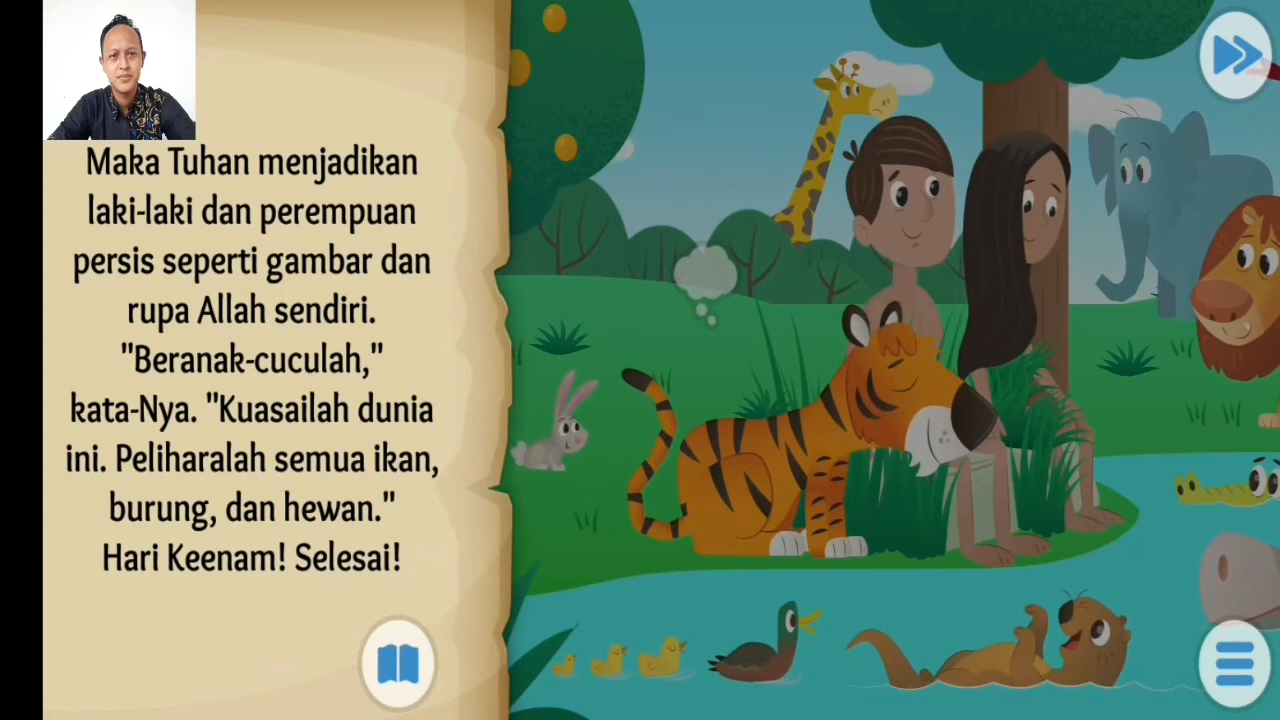 Maka Tuhan menjadikan
laki-laki dan perempuan
persis seperti gambar dan
rupa Allah sendiri.
"Beranak-cuculah,"
kata-Nya. "Kuasailah dunia
ini. Peliharalah semua ikan,
burung, dan hewan."
Hari Keenam! Selesai!